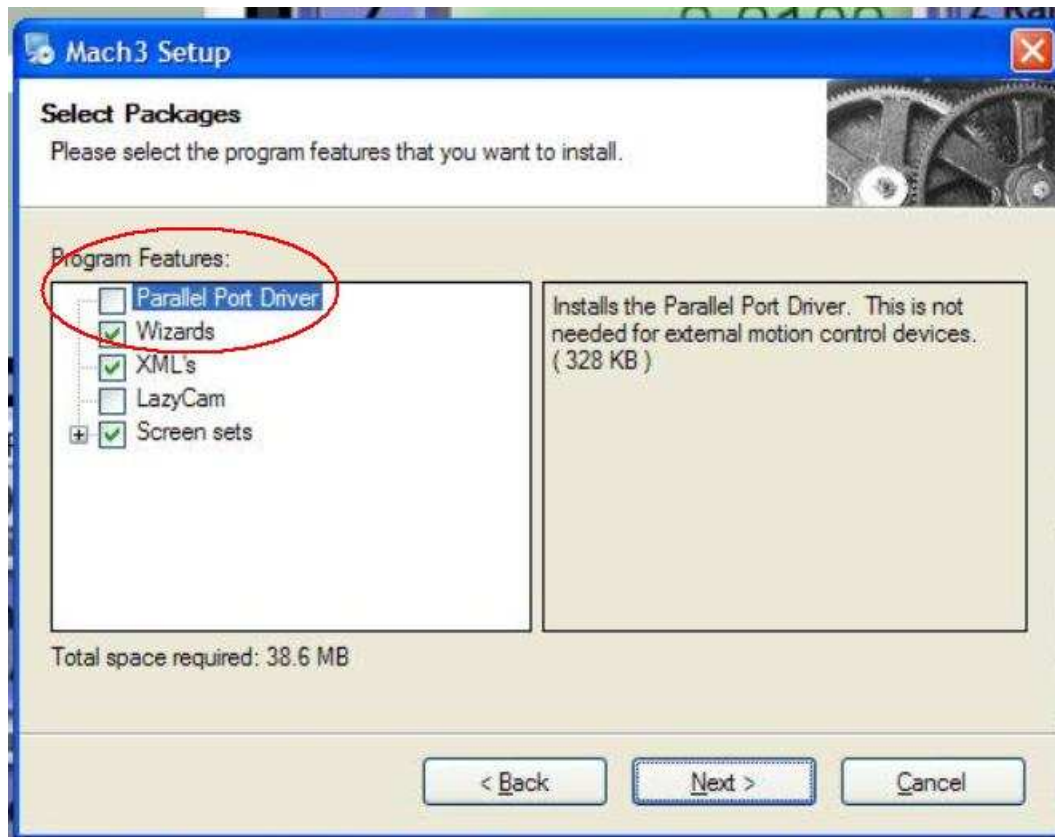 0.0100
Mach3 Setup
Select Packages
Please select the program features that you want to install.
Program Features:
Parallel Port Driver
Wizards
XML's
LazyCam
Screen sets
Installs the Parallel Port Driver. This is not
needed for external motion control devices.
( 328 KB )
Total space required: 38.6 MB
< Back
Next >
Cancel